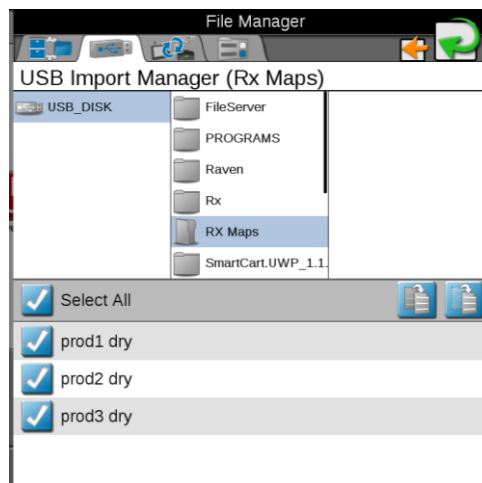 File Manager
USB Import Manager (Rx Maps)
USB_DISK
FileServer
PROGRAMS
Raven
Rx
RX Maps
SmartCart.UWP_1.1.
Select All
prod1 dry
prod2 dry
prod3 dry